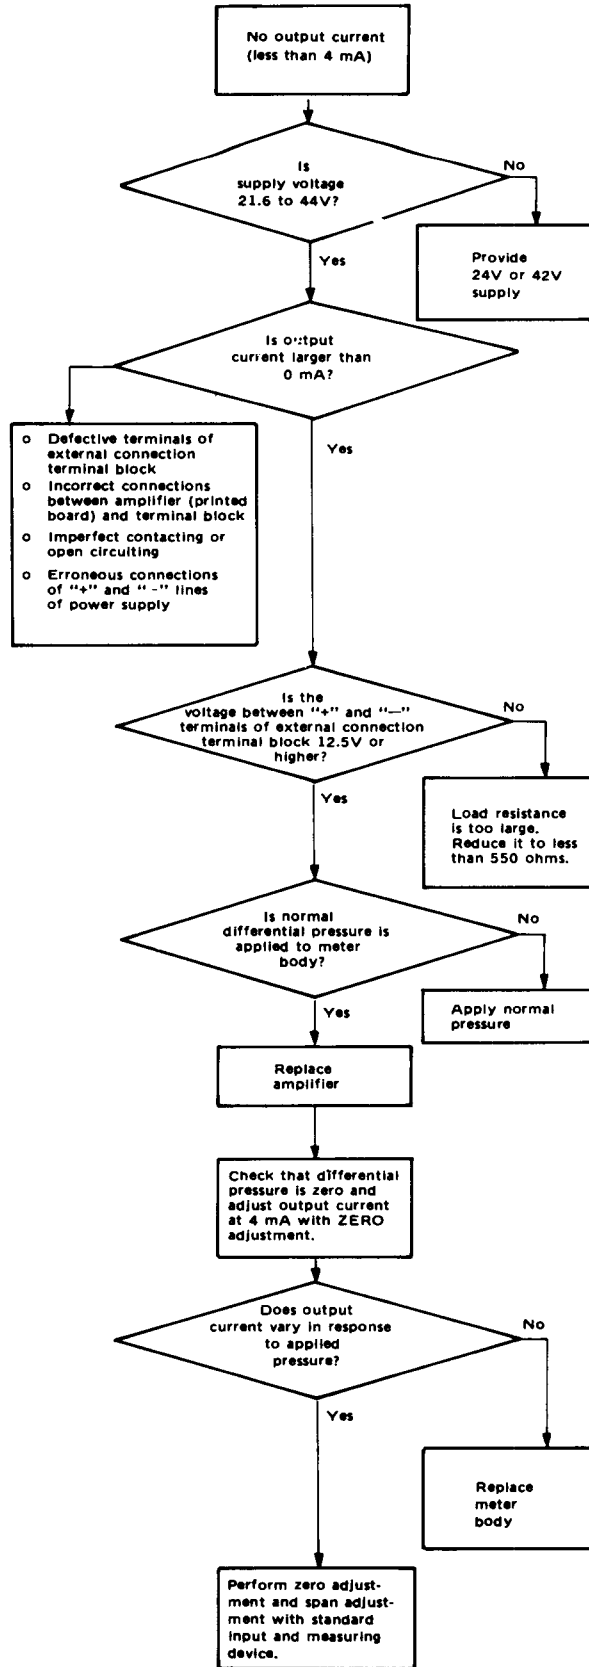 No output current
(less than 4 mA)
Is
supply voltage
21.6 to 44V?
No
Provide
24V or 42V
supply
Yes
Is output
current larger than
0 mA?
o Defective terminals of
external connection
terminal block
o Incorrect connections
between amplifier (printed
board) and terminal block
o Imperfect contacting or
open circuiting
o Erroneous connections
of "+" and "-" lines
of power supply
Yes
Is the
voltage between "+" and "—"
terminals of external connection
terminal block 12.5V or
higher?
No
Load resistance
is too large.
Reduce it to less
than 550 ohms.
Yes
Is normal
differential pressure is
applied to meter
body?
No
Apply normal
pressure
Yes
Replace
amplifier
Check that differential
pressure is zero and
adjust output current
at 4 mA with ZERO
adjustment.
Does output
current vary in response
to applied
pressure?
No
Replace
meter
body
Yes
Perform zero adjust-
ment and span adjust-
ment with standard
input and measuring
device.